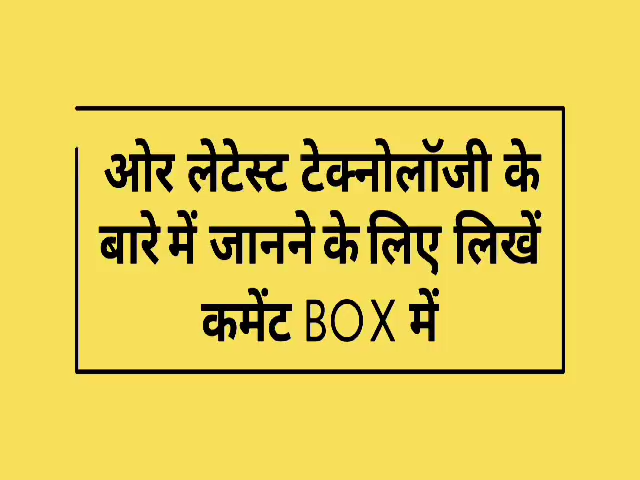 ओर लेटेस्ट टेक्नोलॉजी के
बारे में जानने के लिए लिखें
कमेंट BOX में